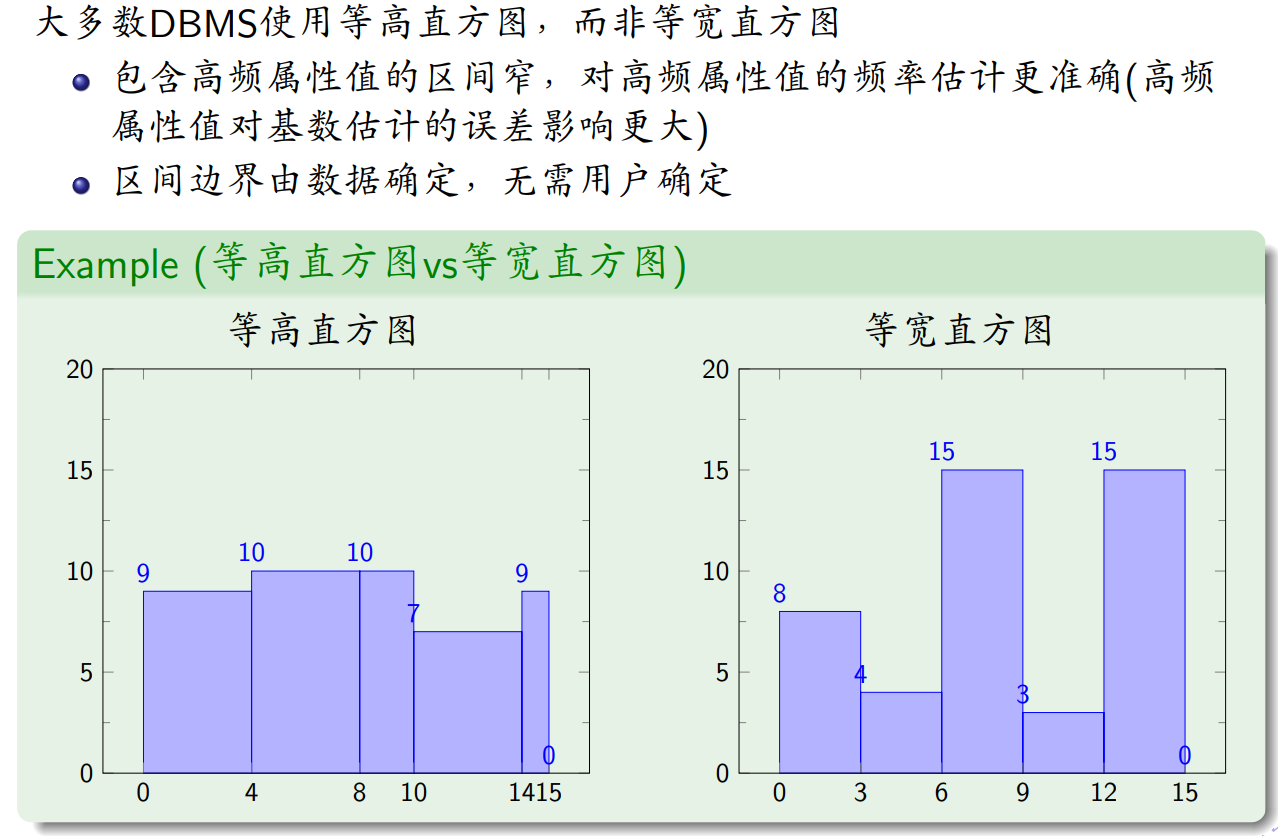 大多数DBMS使用等高直方图，而非等宽直方图
包含高频属性值的区间窄，对高频属性值的频率估计更准确(高频
属性值对基数估计的误差影响更大)
区间边界由数据确定，无需用户确定
Example (等高直方图vs等宽直方图)
等高直方图
20
15
10
5
0
9
10
10
7
9
0
0 4 8 10 1415
等宽直方图
20
15
10
5
0
8
4
15
3
15
0
0 3 6 9 12 15